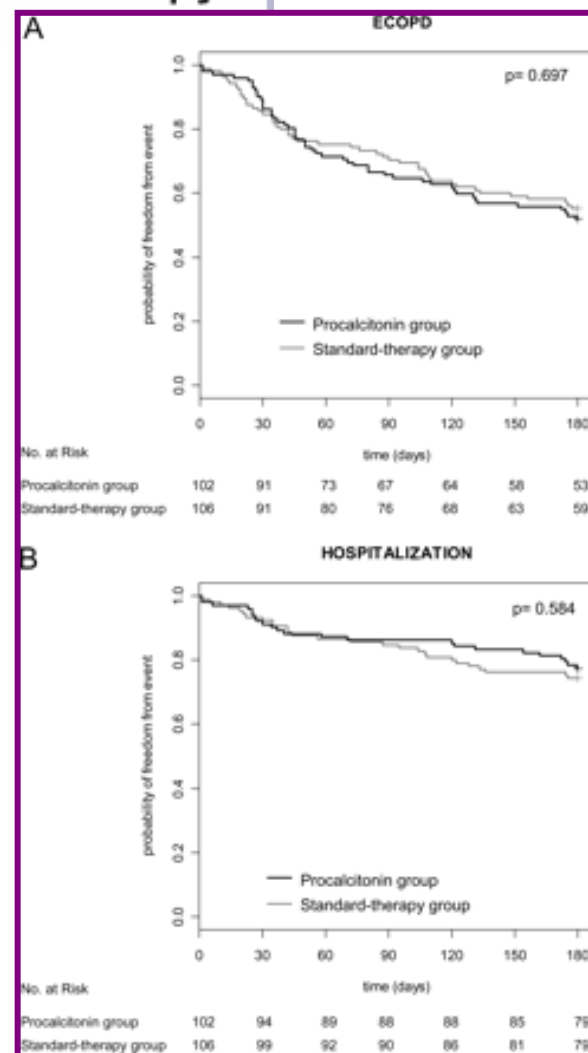 A
ECOPD
p= 0.697
probability of freedom from event
1.0
0.8
0.6
0.4
0.2
0.0
Procalcitonin group
Standard-therapy group
0 30 60 90 120 150 180
time (days)
No. at Risk
Procalcitonin group 102 91 73 67 64 58 53
Standard-therapy group 106 91 80 76 68 63 59
B
HOSPITALIZATION
p= 0.584
probability of freedom from event
1.0
0.8
0.6
0.4
0.2
0.0
Procalcitonin group
Standard-therapy group
0 30 60 90 120 150 180
time (days)
No. at Risk
Procalcitonin group 102 94 89 88 88 85 79
Standard-therapy group 106 99 92 90 86 81 79